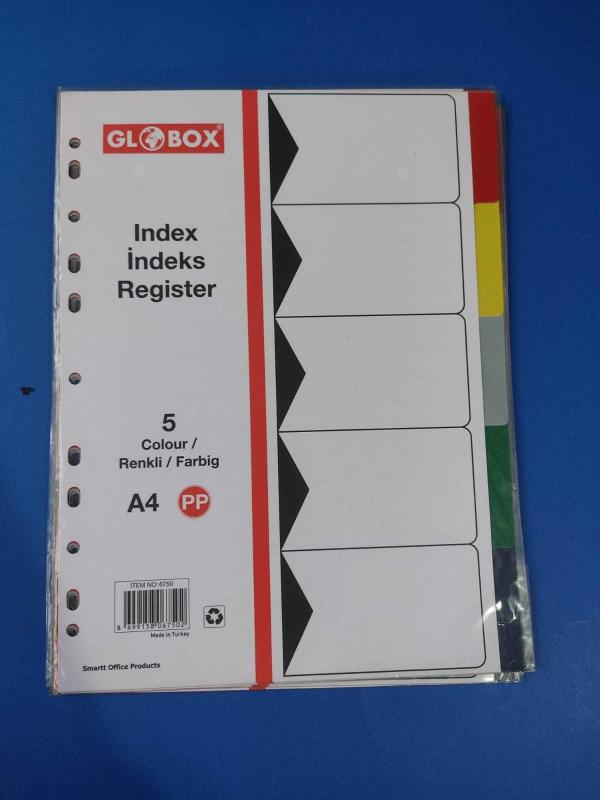 GLOBOX®
Index
İndeks
Register
5
Colour /
Renkli / Farbig
A4 PP
ITEM NO: 6750
8 699158 067502
Made in Turkey
Smartt Office Products